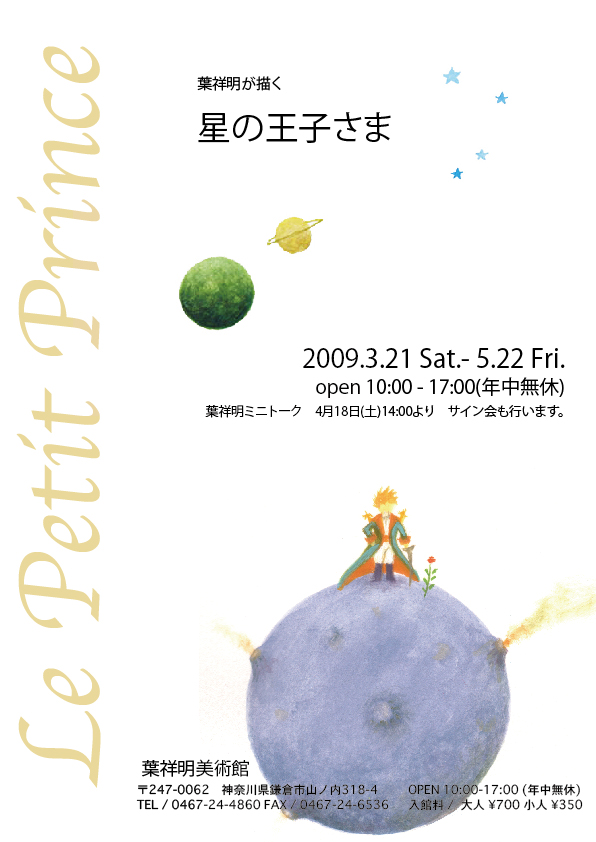 Le Petit Prince
葉祥明が描く
星の王子さま
2009.3.21 Sat.- 5.22 Fri.
open 10:00 - 17:00(年中無休)
葉祥明ミニトーク　4月18日(土)14:00より　サイン会も行います。
葉祥明美術館
〒247-0062　神奈川県鎌倉市山ノ内318-4　OPEN 10:00-17:00 (年中無休)
TEL / 0467-24-4860 FAX / 0467-24-6536　入館料 / 大人 ¥700 小人 ¥350